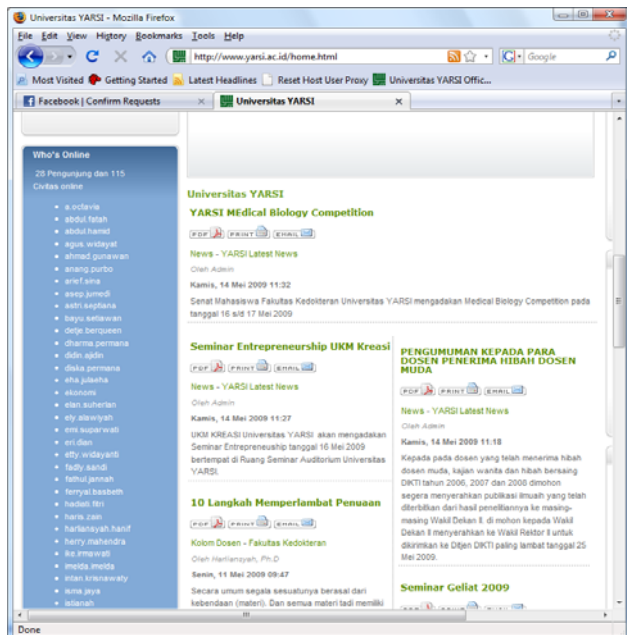 Universitas YARSI - Mozilla Firefox
File Edit View History Bookmarks Tools Help
http://www.yarsi.ac.id/home.html
Google
Most Visited Getting Started Latest Headlines Reset Host User Proxy Universitas YARSI Offic...
Facebook | Confirm Requests
Universitas YARSI
Who's Online
28 Pengunjung dan 115
Civitas online
a.octavia
abdul.fatah
abdul.hamid
agus.widayat
ahmad.gunawan
anang.purbo
arief.sina
asep.jumedi
astri.septiana
bayu.setiawan
detje.berqueen
dharma.permana
didin.ajidin
diska.permana
eha.julaeha
ekonomi
elan.suherlan
ely.alawiyah
emi.suparwati
eri.dian
etty.widayanti
fadly.sandi
fathul.jannah
ferryal.basbeth
hadiati.fitri
haris.zain
harliansyah.hanif
herry.mahendra
ike.irmawati
imelda.imelda
intan.krisnawaty
isma.jaya
istianah
Universitas YARSI
YARSI MEdical Biology Competition
PDF PRINT EMAIL
News - YARSI Latest News
Oleh Admin
Kamis, 14 Mei 2009 11:32
Senat Mahasiswa Fakultas Kedokteran Universitas YARSI mengadakan Medical Biology Competition pada
tanggal 16 s/d 17 Mei 2009
Seminar Entrepreneurship UKM Kreasi
PDF PRINT EMAIL
News - YARSI Latest News
Oleh Admin
Kamis, 14 Mei 2009 11:27
UKM KREASI Universitas YARSI akan mengadakan
Seminar Entrepreneuship tanggal 16 Mei 2009
bertempat di Ruang Seminar Auditorium Universitas
YARSI.
10 Langkah Memperlambat Penuaan
PDF PRINT EMAIL
Kolom Dosen - Fakultas Kedokteran
Oleh Harliansyah, Ph.D
Senin, 11 Mei 2009 09:47
Secara umum segala sesuatunya berasal dari
kebendaan (materi). Dan semua materi tadi memiliki
PENGUMUMAN KEPADA PARA
DOSEN PENERIMA HIBAH DOSEN
MUDA
PDF PRINT EMAIL
News - YARSI Latest News
Oleh Admin
Kamis, 14 Mei 2009 11:18
Kepada pada dosen yang telah menerima hibah
dosen muda, kajian wanita dan hibah bersaing
DIKTI tahun 2006, 2007 dan 2008 dimohon
segera menyerahkan publikasi ilmuah yang telah
diterbitkan dari hasil penelitiannya ke masing-
masing Wakil Dekan II. di mohon kepada Wakil
Dekan II menyerahkan ke Wakil Rektor II untuk
dikirimkan ke Ditjen DIKTI paling lambat tanggal 25
Mei 2009.
Seminar Geliat 2009
PDF PRINT EMAIL
Done